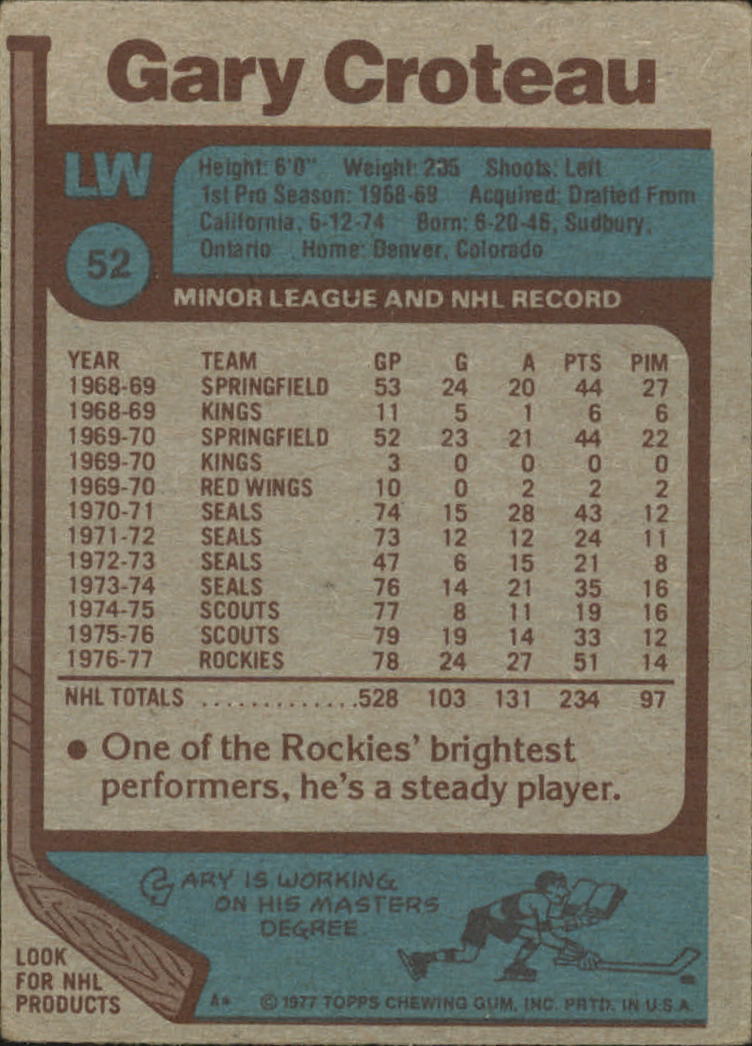 Gary Croteau
LW
52
Height: 6'0" Weight: 235 Shoots: Left
1st Pro Season: 1968-69 Acquired: Drafted From
California, 6-12-74 Born: 6-20-46, Sudbury,
Ontario Home: Denver, Colorado
MINOR LEAGUE AND NHL RECORD
YEAR TEAM GP G A PTS PIM
1968-69 SPRINGFIELD 53 24 20 44 27
1968-69 KINGS 11 5 1 6 6
1969-70 SPRINGFIELD 52 23 21 44 22
1969-70 KINGS 3 0 0 0 0
1969-70 RED WINGS 10 0 2 2 2
1970-71 SEALS 74 15 28 43 12
1971-72 SEALS 73 12 12 24 11
1972-73 SEALS 47 6 15 21 8
1973-74 SEALS 76 14 21 35 16
1974-75 SCOUTS 77 8 11 19 16
1975-76 SCOUTS 79 19 14 33 12
1976-77 ROCKIES 78 24 27 51 14
NHL TOTALS .............528 103 131 234 97
• One of the Rockies' brightest
performers, he's a steady player.
GARY IS WORKING
ON HIS MASTERS
DEGREE.
LOOK
FOR NHL
PRODUCTS
A* © 1977 TOPPS CHEWING GUM, INC. PRTD. IN U.S.A.